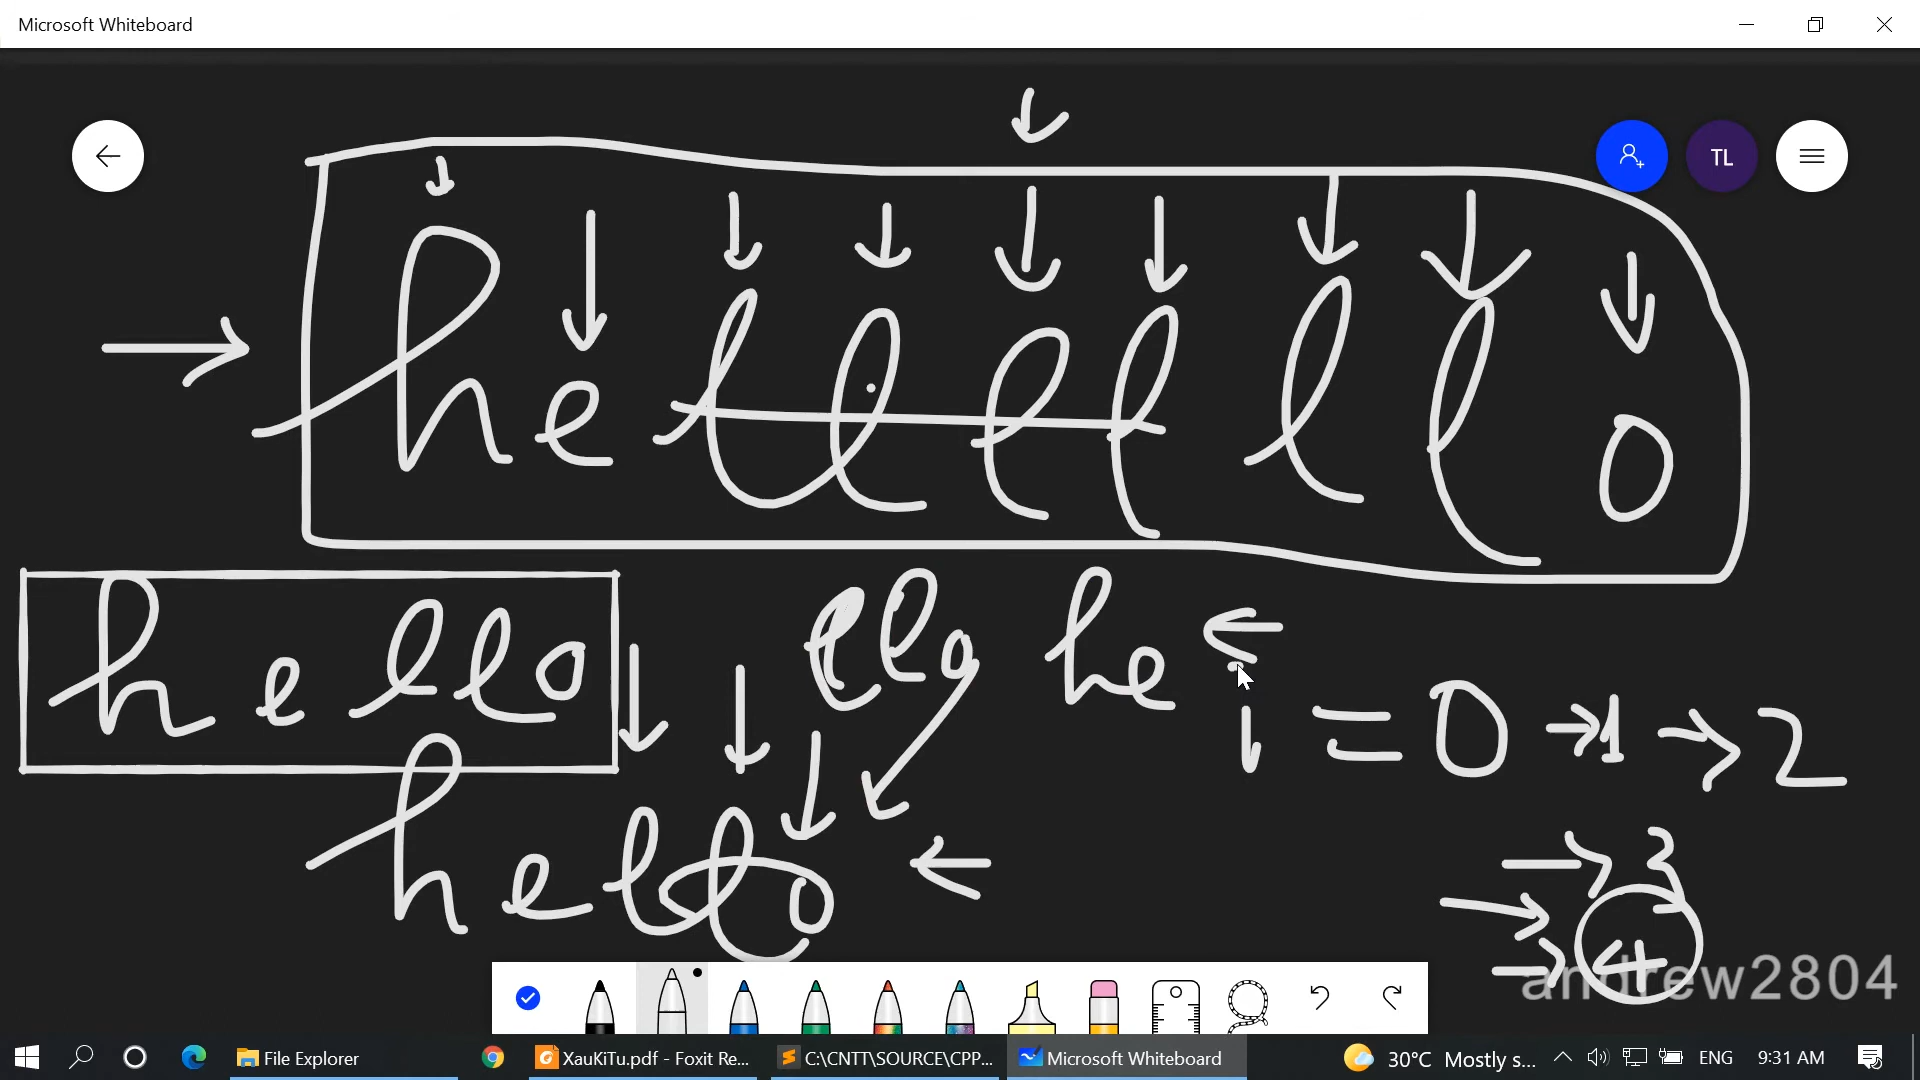 Microsoft Whiteboard
TL
hellllllo
hello
llo he
i = 0 → 1 → 2
→ 3
→ 4
hello
andrew2804
File Explorer
XauKiTu.pdf - Foxit Re...
C:\CNTT\SOURCE\CPP...
Microsoft Whiteboard
30°C Mostly s...
ENG
9:31 AM